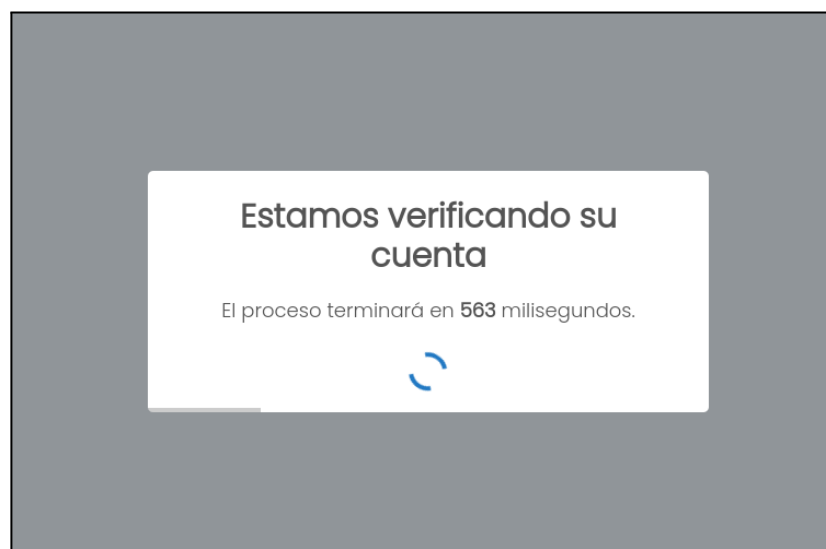 Estamos verificando su
cuenta
El proceso terminará en 563 milisegundos.